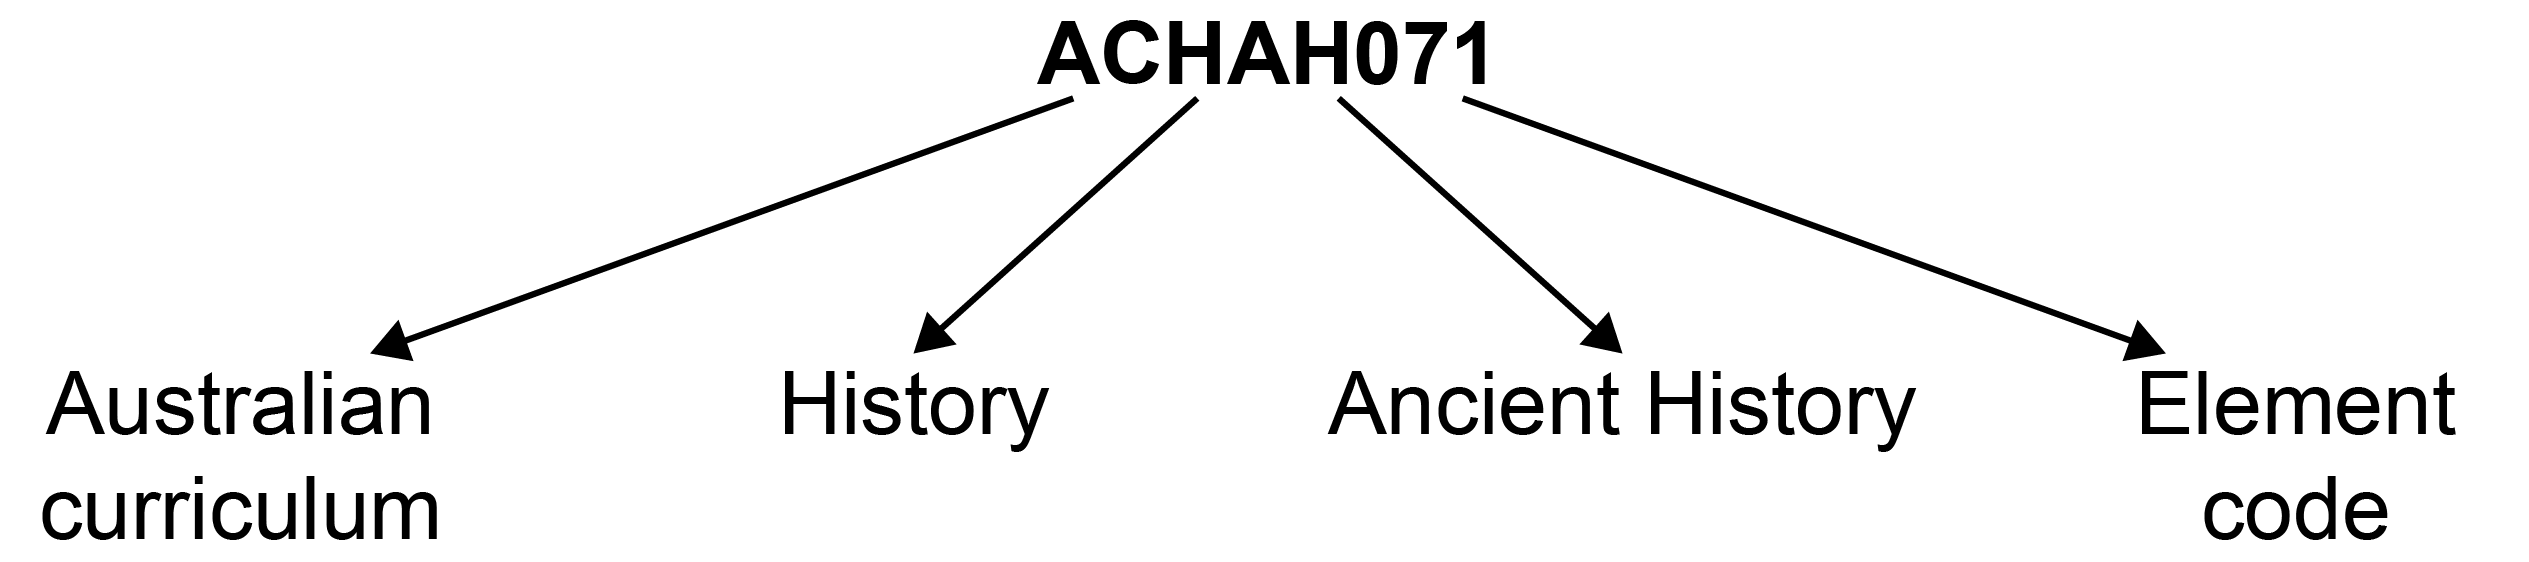 ACHAH071
Australian
curriculum
History
Ancient History
Element
code